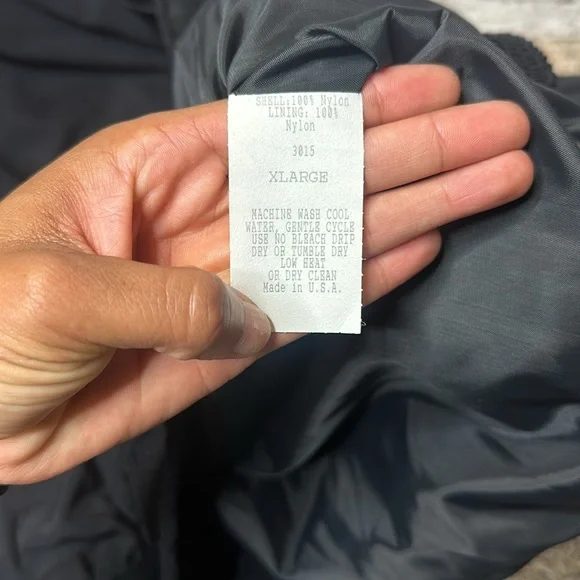 SHELL:100% Nylon
LINING: 100%
Nylon
3015
XLARGE
MACHINE WASH COOL
WATER, GENTLE CYCLE
USE NO BLEACH DRIP
DRY OR TUMBLE DRY
LOW HEAT
OR DRY CLEAN
Made in U.S.A.